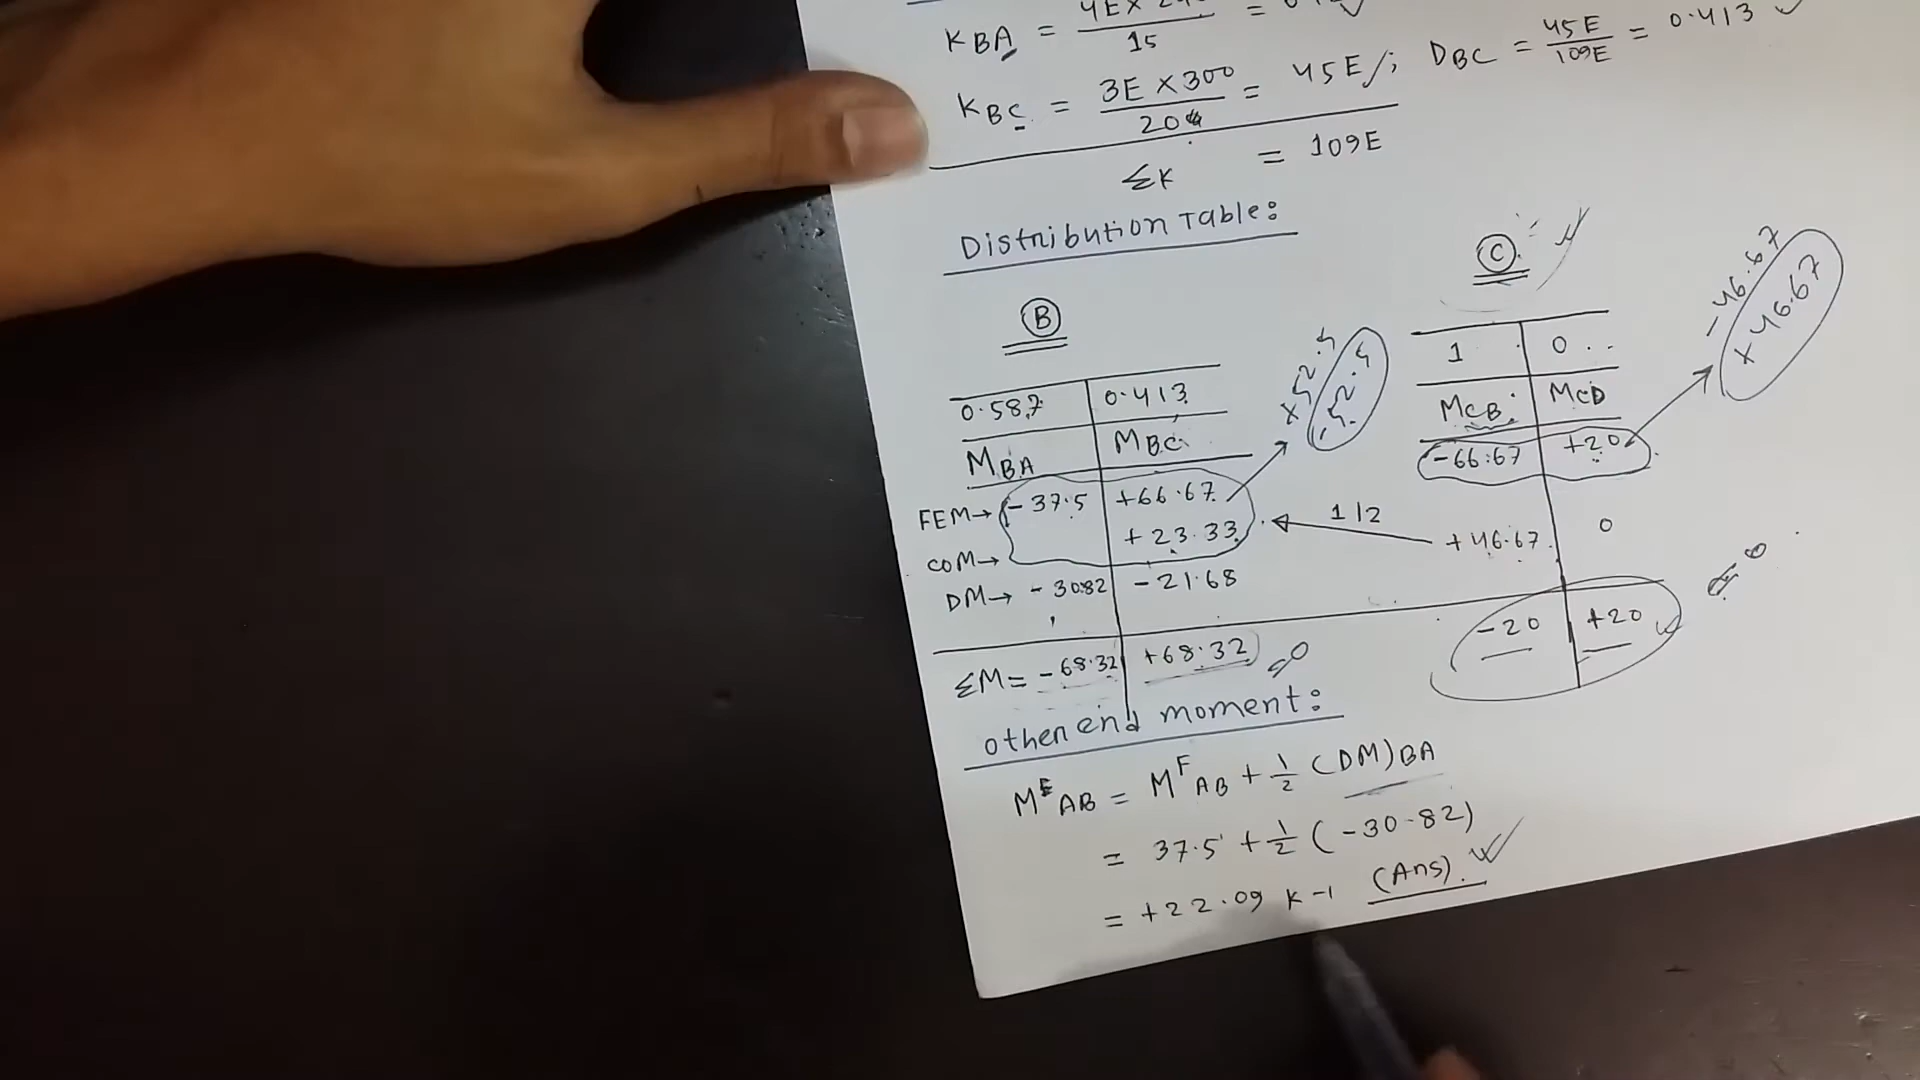 KBA = 4E× / 15 =
KBC = 3E×300 / 20 = 45E; DBC = 45E / 109E = 0.413
ΣK = 109E
Distribution Table:
B
0.587 0.413
MBA MBC
FEM→ -37.5 +66.67
COM→ +23.33
DM→ -30.82 -21.68
ΣM = -68.32 +68.32
C
1 0
MCB MCD
-66.67 +20
1/2 +46.67 0
-20 +20
-46.67
+46.67
other end moment:
MAB = MFAB + 1/2 (DM)BA
= 37.5 + 1/2 (-30.82)
= +22.09 k-1 (Ans).